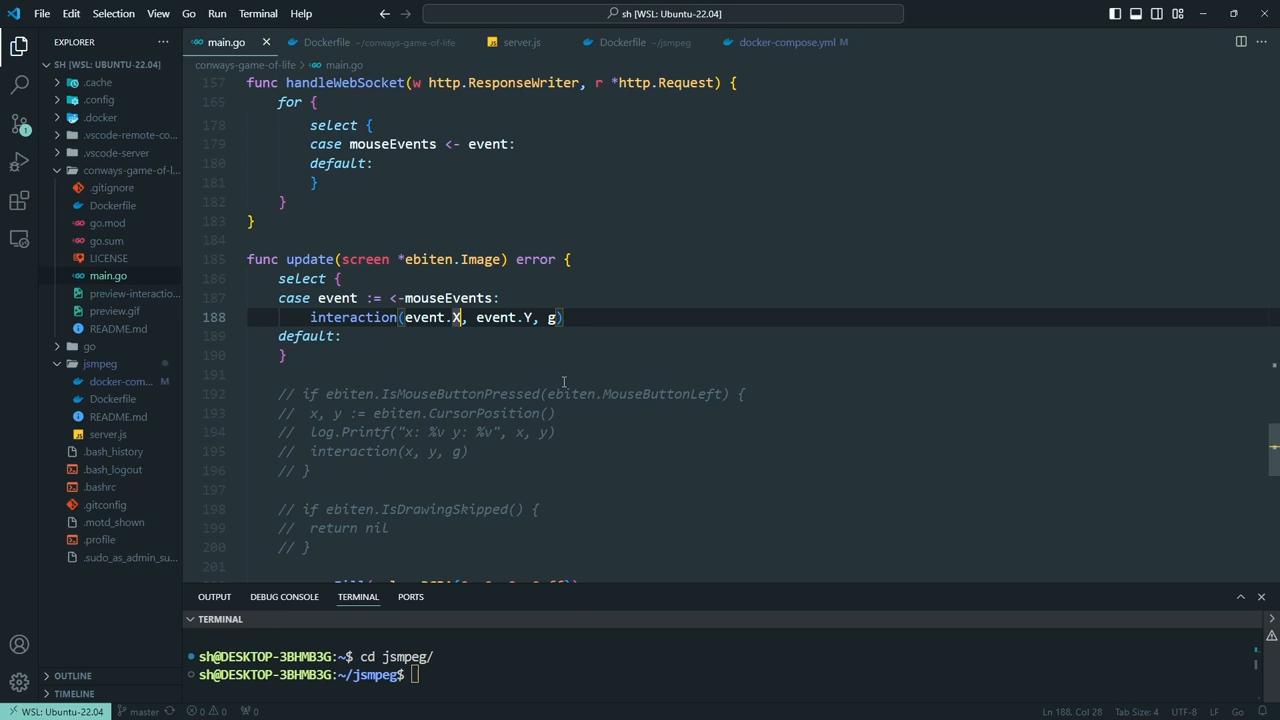 File Edit Selection View Go Run Terminal Help
sh [WSL: Ubuntu-22.04]
EXPLORER
main.go
Dockerfile ~/conways-game-of-life
server.js
Dockerfile ~/jsmpeg
docker-compose.yml M
SH [WSL: UBUNTU-22.04]
.cache
.config
.docker
.vscode-remote-co...
.vscode-server
conways-game-of-l...
.gitignore
Dockerfile
go.mod
go.sum
LICENSE
main.go
preview-interactio...
preview.gif
README.md
go
jsmpeg
docker-com... M
Dockerfile
README.md
server.js
.bash_history
.bash_logout
.bashrc
.gitconfig
.motd_shown
.profile
.sudo_as_admin_su...
OUTLINE
TIMELINE
conways-game-of-life > main.go
157 func handleWebSocket(w http.ResponseWriter, r *http.Request) {
165 for {
178 select {
179 case mouseEvents <- event:
180 default:
181 }
182 }
183 }
184
185 func update(screen *ebiten.Image) error {
186 select {
187 case event := <-mouseEvents:
188 interaction(event.X, event.Y, g)
189 default:
190 }
191
192 // if ebiten.IsMouseButtonPressed(ebiten.MouseButtonLeft) {
193 // x, y := ebiten.CursorPosition()
194 // log.Printf("x: %v y: %v", x, y)
195 // interaction(x, y, g)
196 // }
197
198 // if ebiten.IsDrawingSkipped() {
199 // return nil
200 // }
201
OUTPUT DEBUG CONSOLE TERMINAL PORTS
TERMINAL
sh@DESKTOP-3BHMB3G:~$ cd jsmpeg/
sh@DESKTOP-3BHMB3G:~/jsmpeg$
WSL: Ubuntu-22.04 master 0 0 0 Ln 188, Col 28 Tab Size: 4 UTF-8 LF Go